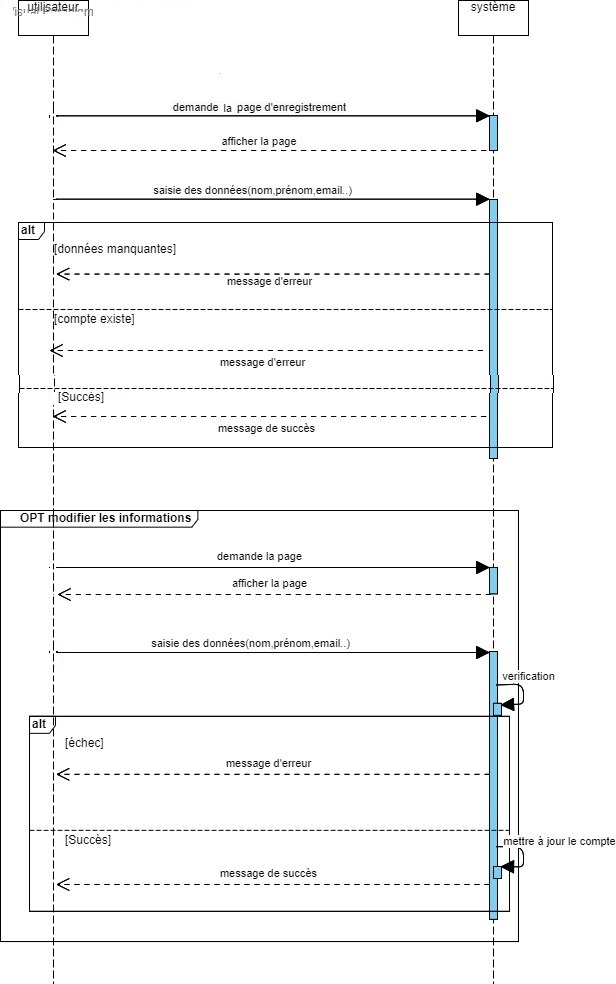 utilisateur
système
demande la page d'enregistrement
afficher la page
saisie des données(nom,prénom,email..)
alt
[données manquantes]
message d'erreur
[compte existe]
message d'erreur
[Succès]
message de succès
OPT modifier les informations
demande la page
afficher la page
saisie des données(nom,prénom,email..)
verification
alt
[échec]
message d'erreur
[Succès]
mettre à jour le compte
message de succès